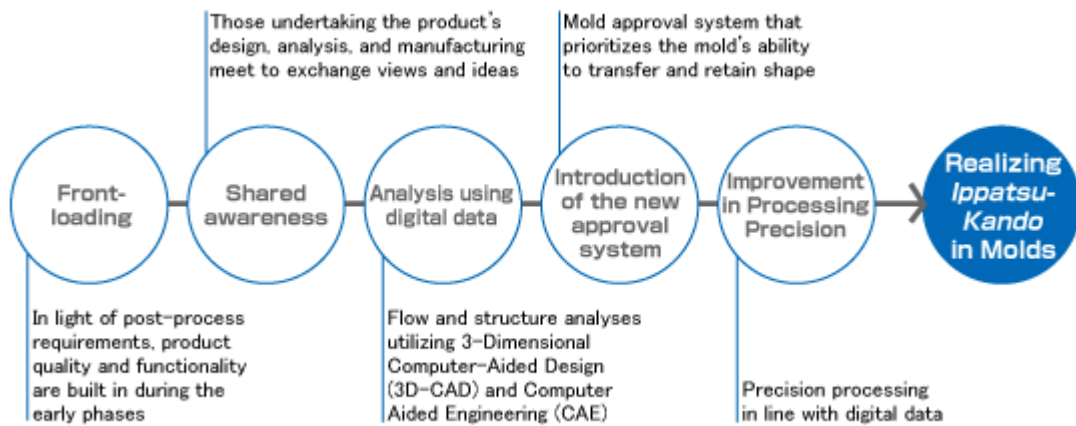 Those undertaking the product's
design, analysis, and manufacturing
meet to exchange views and ideas
Mold approval system that
prioritizes the mold's ability
to transfer and retain shape
Front-
loading
Shared
awareness
Analysis using
digital data
Introduction
of the new
approval
system
Improvement
in Processing
Precision
Realizing
Ippatsu-
Kando
in Molds
In light of post-process
requirements, product
quality and functionality
are built in during the
early phases
Flow and structure analyses
utilizing 3-Dimensional
Computer-Aided Design
(3D-CAD) and Computer
Aided Engineering (CAE)
Precision processing
in line with digital data